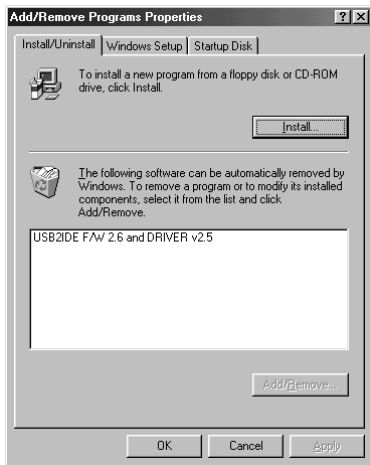 Add/Remove Programs Properties
? ×
Install/Uninstall Windows Setup Startup Disk
To install a new program from a floppy disk or CD-ROM
drive, click Install.
Install...
The following software can be automatically removed by
Windows. To remove a program or to modify its installed
components, select it from the list and click
Add/Remove.
USB2IDE F/W 2.6 and DRIVER v2.5
Add/Remove...
OK Cancel Apply